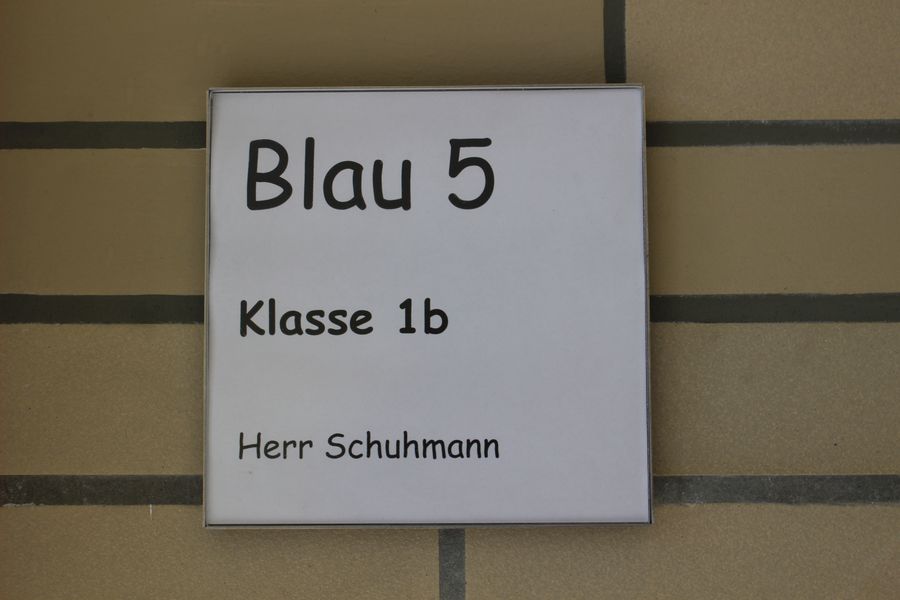 Blau 5
Klasse 1b
Herr Schuhmann